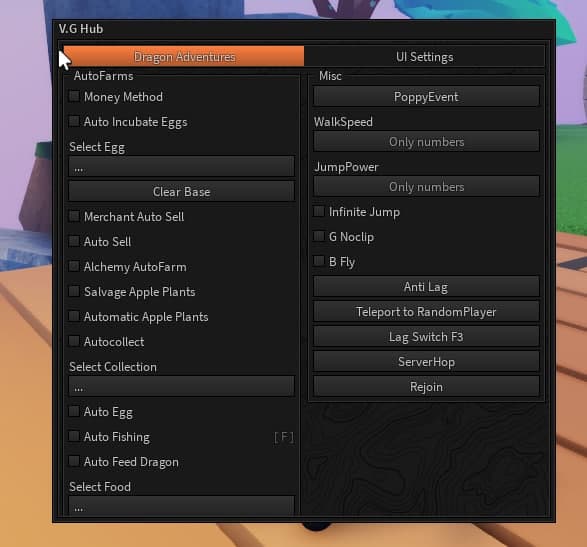 V.G Hub
Dragon Adventures
UI Settings
AutoFarms
Money Method
Auto Incubate Eggs
Select Egg
...
Clear Base
Merchant Auto Sell
Auto Sell
Alchemy AutoFarm
Salvage Apple Plants
Automatic Apple Plants
Autocollect
Select Collection
...
Auto Egg
Auto Fishing [ F ]
Auto Feed Dragon
Select Food
...
Misc
PoppyEvent
WalkSpeed
Only numbers
JumpPower
Only numbers
Infinite Jump
G Noclip
B Fly
Anti Lag
Teleport to RandomPlayer
Lag Switch F3
ServerHop
Rejoin